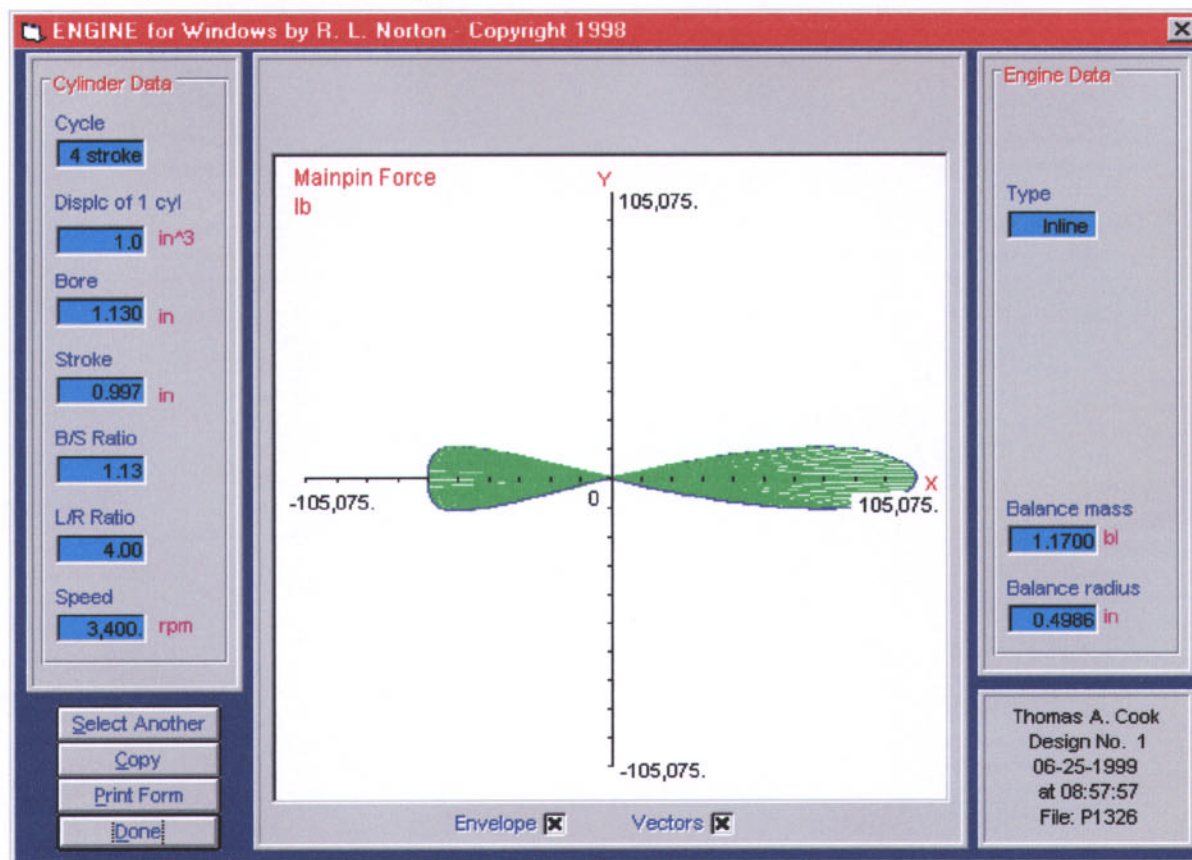 ENGINE for Windows by R. L. Norton - Copyright 1998
Cylinder Data
Cycle
4 stroke
Displc of 1 cyl
1.0 in^3
Bore
1.130 in
Stroke
0.997 in
B/S Ratio
1.13
L/R Ratio
4.00
Speed
3,400. rpm
Select Another
Copy
Print Form
Done
Mainpin Force
lb
Y
105,075.
X
-105,075.
0
105,075.
-105,075.
Envelope
Vectors
Engine Data
Type
Inline
Balance mass
1.1700 bl
Balance radius
0.4986 in
Thomas A. Cook
Design No. 1
06-25-1999
at 08:57:57
File: P1326